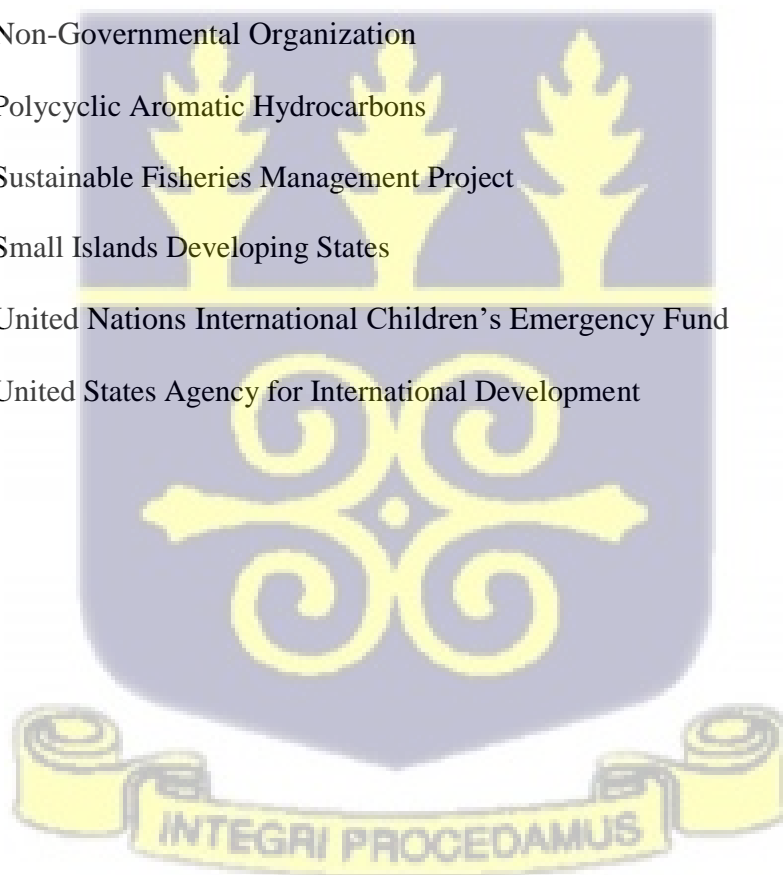 Non-Governmental Organization
Polycyclic Aromatic Hydrocarbons
Sustainable Fisheries Management Project
Small Islands Developing States
United Nations International Children’s Emergency Fund
United States Agency for International Development
INTEGRI PROCEDAMUS